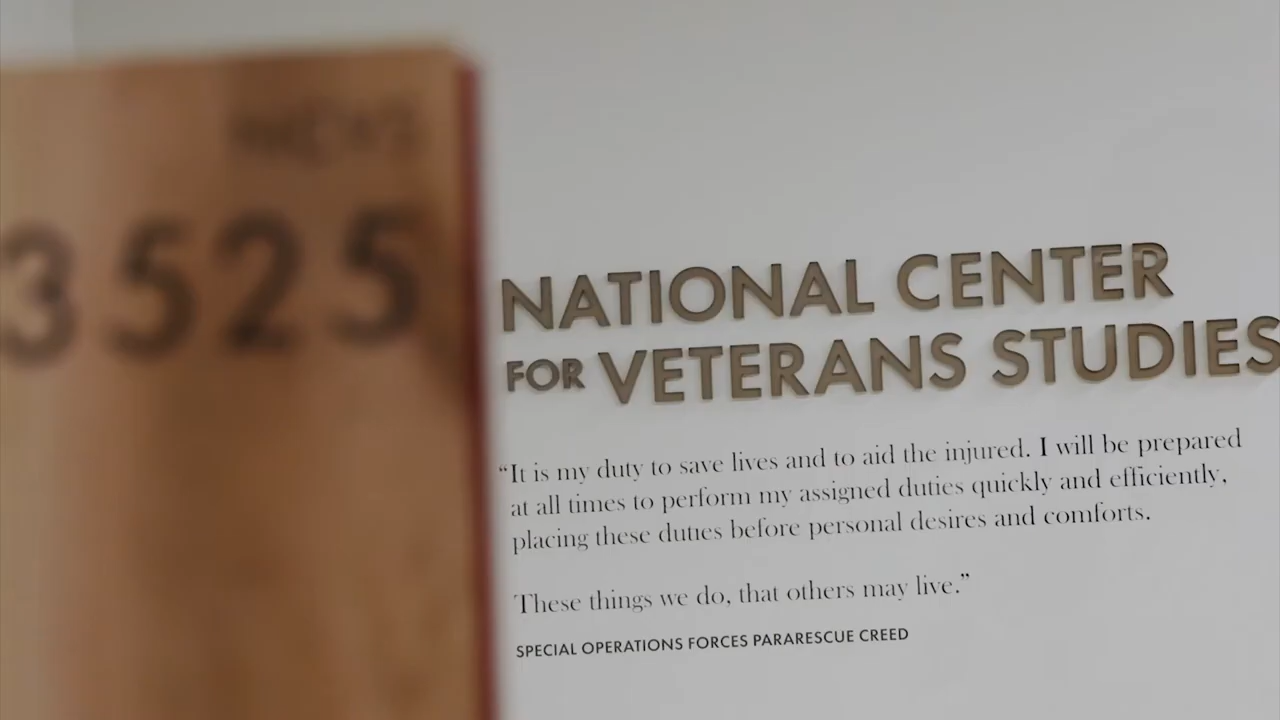 3525
NATIONAL CENTER
FOR VETERANS STUDIES
“It is my duty to save lives and to aid the injured. I will be prepared
at all times to perform my assigned duties quickly and efficiently,
placing these duties before personal desires and comforts.
These things we do, that others may live.”
SPECIAL OPERATIONS FORCES PARARESCUE CREED